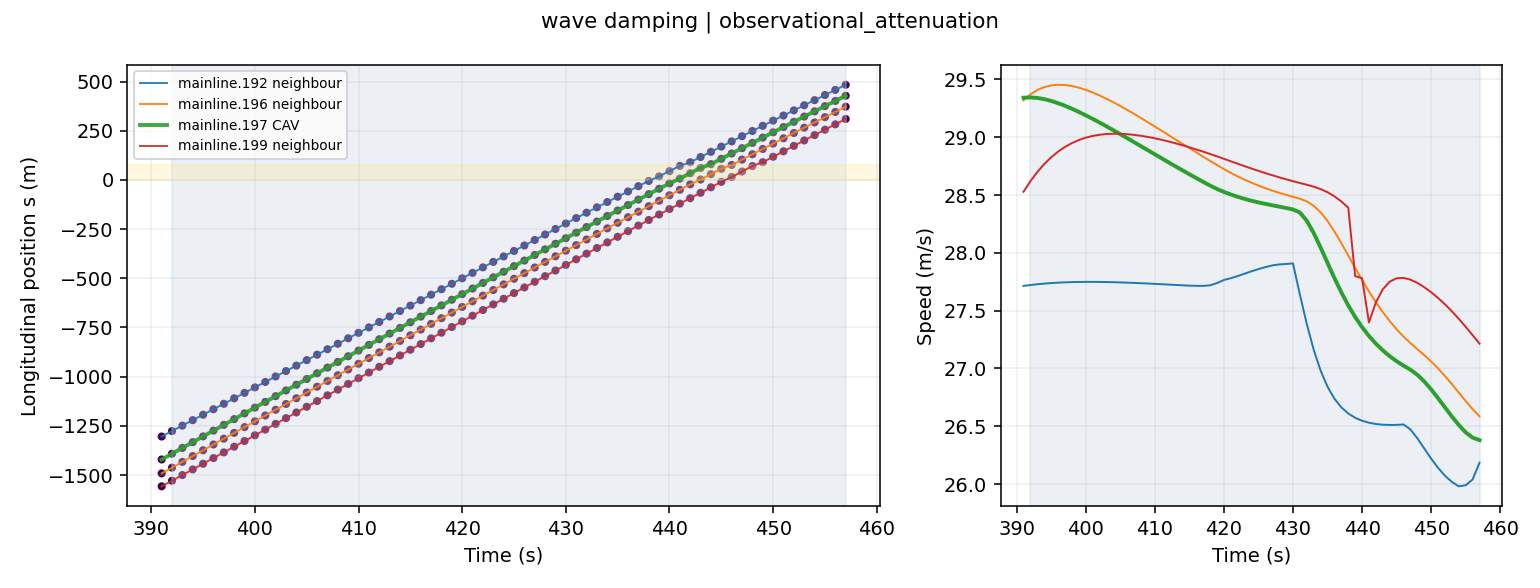 wave damping | observational_attenuation
mainline.192 neighbour
mainline.196 neighbour
mainline.197 CAV
mainline.199 neighbour
Longitudinal position s (m)
500
250
0
−250
−500
−750
−1000
−1250
−1500
390 400 410 420 430 440 450 460
Time (s)
Speed (m/s)
29.5
29.0
28.5
28.0
27.5
27.0
26.5
26.0
390 400 410 420 430 440 450 460
Time (s)